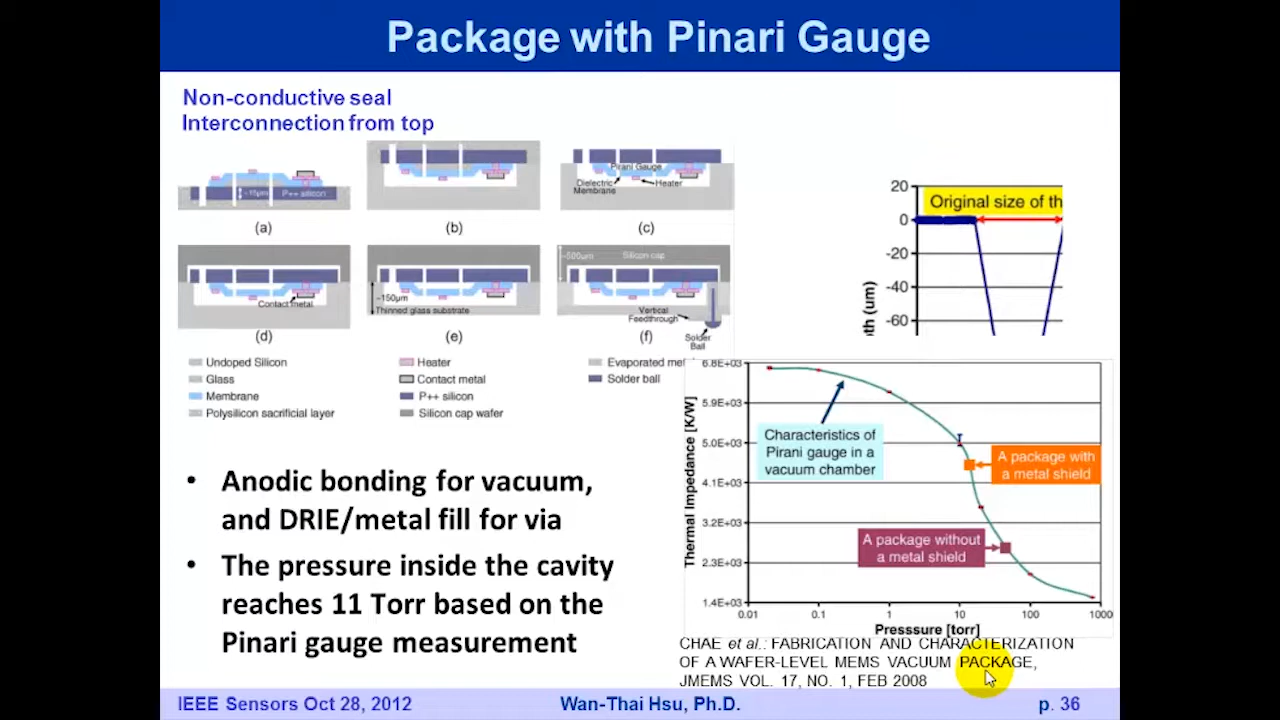 Package with Pinari Gauge
Non-conductive seal
Interconnection from top
~15μm
P++ silicon
(a)
(b)
Pirani Gauge
Dielectric
Membrane
Heater
(c)
Contact metal
(d)
~150μm
Thinned glass substrate
(e)
~500μm
Silicon cap
Vertical
Feedthrough
Solder
Ball
(f)
Undoped Silicon
Glass
Membrane
Polysilicon sacrificial layer
Heater
Contact metal
P++ silicon
Silicon cap wafer
Evaporated met
Solder ball
20
0
-20
-40
-60
Original size of th
th (um)
Anodic bonding for vacuum,
and DRIE/metal fill for via
The pressure inside the cavity
reaches 11 Torr based on the
Pinari gauge measurement
Thermal Impedance [K/W]
6.8E+03
5.9E+03
5.0E+03
4.1E+03
3.2E+03
2.3E+03
1.4E+03
Characteristics of
Pirani gauge in a
vacuum chamber
A package with
a metal shield
A package without
a metal shield
0.01 0.1 1 10 100 1000
Presssure [torr]
CHAE et al.: FABRICATION AND CHARACTERIZATION
OF A WAFER-LEVEL MEMS VACUUM PACKAGE,
JMEMS VOL. 17, NO. 1, FEB 2008
IEEE Sensors Oct 28, 2012
Wan-Thai Hsu, Ph.D.
p. 36